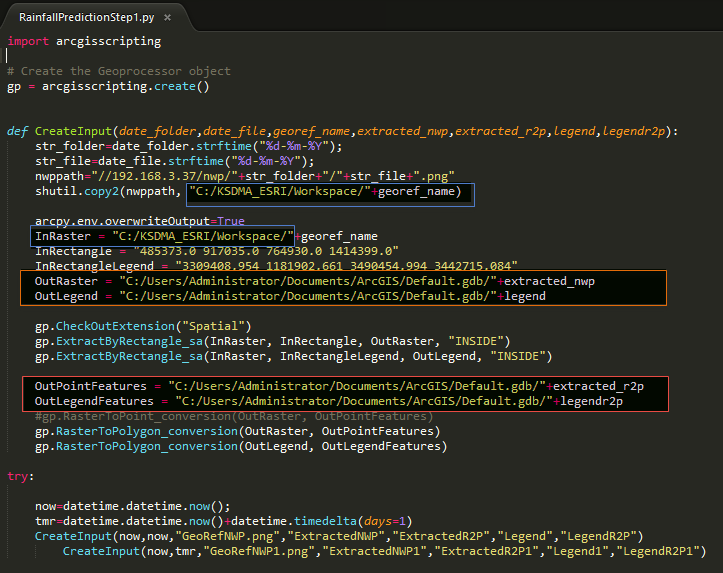 RainfallPredictionStep1.py ×
import arcgisscripting
# Create the Geoprocessor object
gp = arcgisscripting.create()
def CreateInput(date_folder,date_file,georef_name,extracted_nwp,extracted_r2p,legend,legendr2p):
str_folder=date_folder.strftime("%d-%m-%Y");
str_file=date_file.strftime("%d-%m-%Y");
nwppath="//192.168.3.37/nwp/"+str_folder+"/"+str_file+".png"
shutil.copy2(nwppath, "C:/KSDMA_ESRI/Workspace/"+georef_name)
arcpy.env.overwriteOutput=True
InRaster = "C:/KSDMA_ESRI/Workspace/"+georef_name
InRectangle = "485373.0 917035.0 764930.0 1414399.0"
InRectangleLegend = "3309408.954 1181902.661 3490454.994 3442715.084"
OutRaster = "C:/Users/Administrator/Documents/ArcGIS/Default.gdb/"+extracted_nwp
OutLegend = "C:/Users/Administrator/Documents/ArcGIS/Default.gdb/"+legend
gp.CheckOutExtension("Spatial")
gp.ExtractByRectangle_sa(InRaster, InRectangle, OutRaster, "INSIDE")
gp.ExtractByRectangle_sa(InRaster, InRectangleLegend, OutLegend, "INSIDE")
OutPointFeatures = "C:/Users/Administrator/Documents/ArcGIS/Default.gdb/"+extracted_r2p
OutLegendFeatures = "C:/Users/Administrator/Documents/ArcGIS/Default.gdb/"+legendr2p
#gp.RasterToPoint_conversion(OutRaster, OutPointFeatures)
gp.RasterToPolygon_conversion(OutRaster, OutPointFeatures)
gp.RasterToPolygon_conversion(OutLegend, OutLegendFeatures)
try:
now=datetime.datetime.now();
tmr=datetime.datetime.now()+datetime.timedelta(days=1)
CreateInput(now,now,"GeoRefNWP.png","ExtractedNWP","ExtractedR2P","Legend","LegendR2P")
CreateInput(now,tmr,"GeoRefNWP1.png","ExtractedNWP1","ExtractedR2P1","Legend1","LegendR2P1")